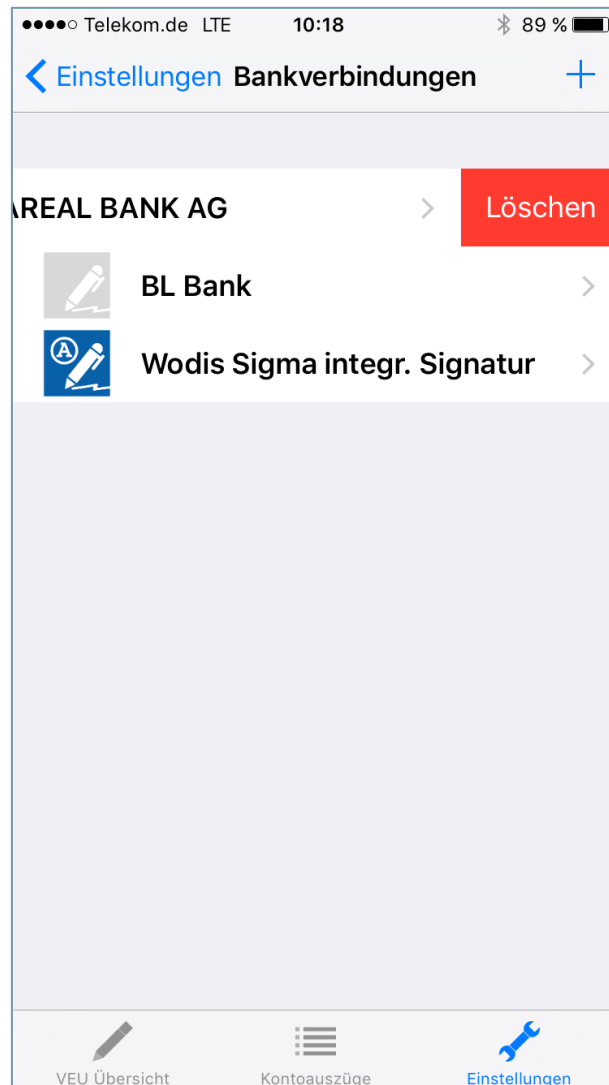 Telekom.de LTE 10:18 89 %
Einstellungen Bankverbindungen +
AREAL BANK AG Löschen
BL Bank
A
Wodis Sigma integr. Signatur
VEU Übersicht Kontoauszüge Einstellungen